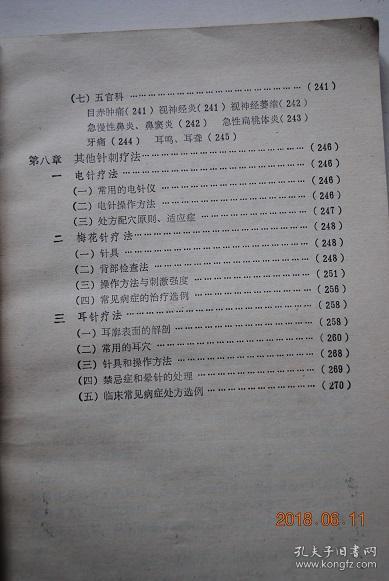 （七）五官科 ……………………………………（241）
目赤肿痛（241）视神经炎（241）视神经萎缩（242）
急慢性鼻炎、鼻窦炎（242） 急性扁桃体炎（243）
牙痛（244） 耳鸣、耳聋（245）
第八章 其他针刺疗法……………………………………（246）
一 电针疗法……………………………………（246）
（一）常用的电针仪……………………………………（246）
（二）电针操作方法……………………………………（246）
（三）处方配穴原则、适应症……………………………（247）
二 梅花针疗法……………………………………（248）
（一）针具……………………………………（248）
（二）背部检查法……………………………………（248）
（三）操作方法与刺激强度……………………………（251）
（四）常见病症的治疗选例……………………………（256）
三 耳针疗法……………………………………（258）
（一）耳廓表面的解剖……………………………………（258）
（二）常用的耳穴……………………………………（260）
（三）针具和操作方法……………………………………（268）
（四）禁忌症和晕针的处理……………………………（269）
（五）临床常见病症处方选例……………………………（270）
2018.06.11
孔夫子旧书网
www.kongfz.com